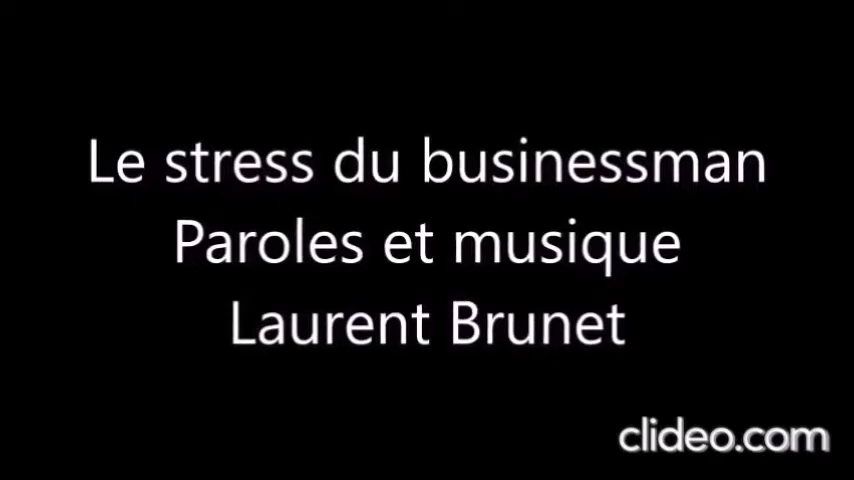 Le stress du businessman
Paroles et musique
Laurent Brunet
clideo.com